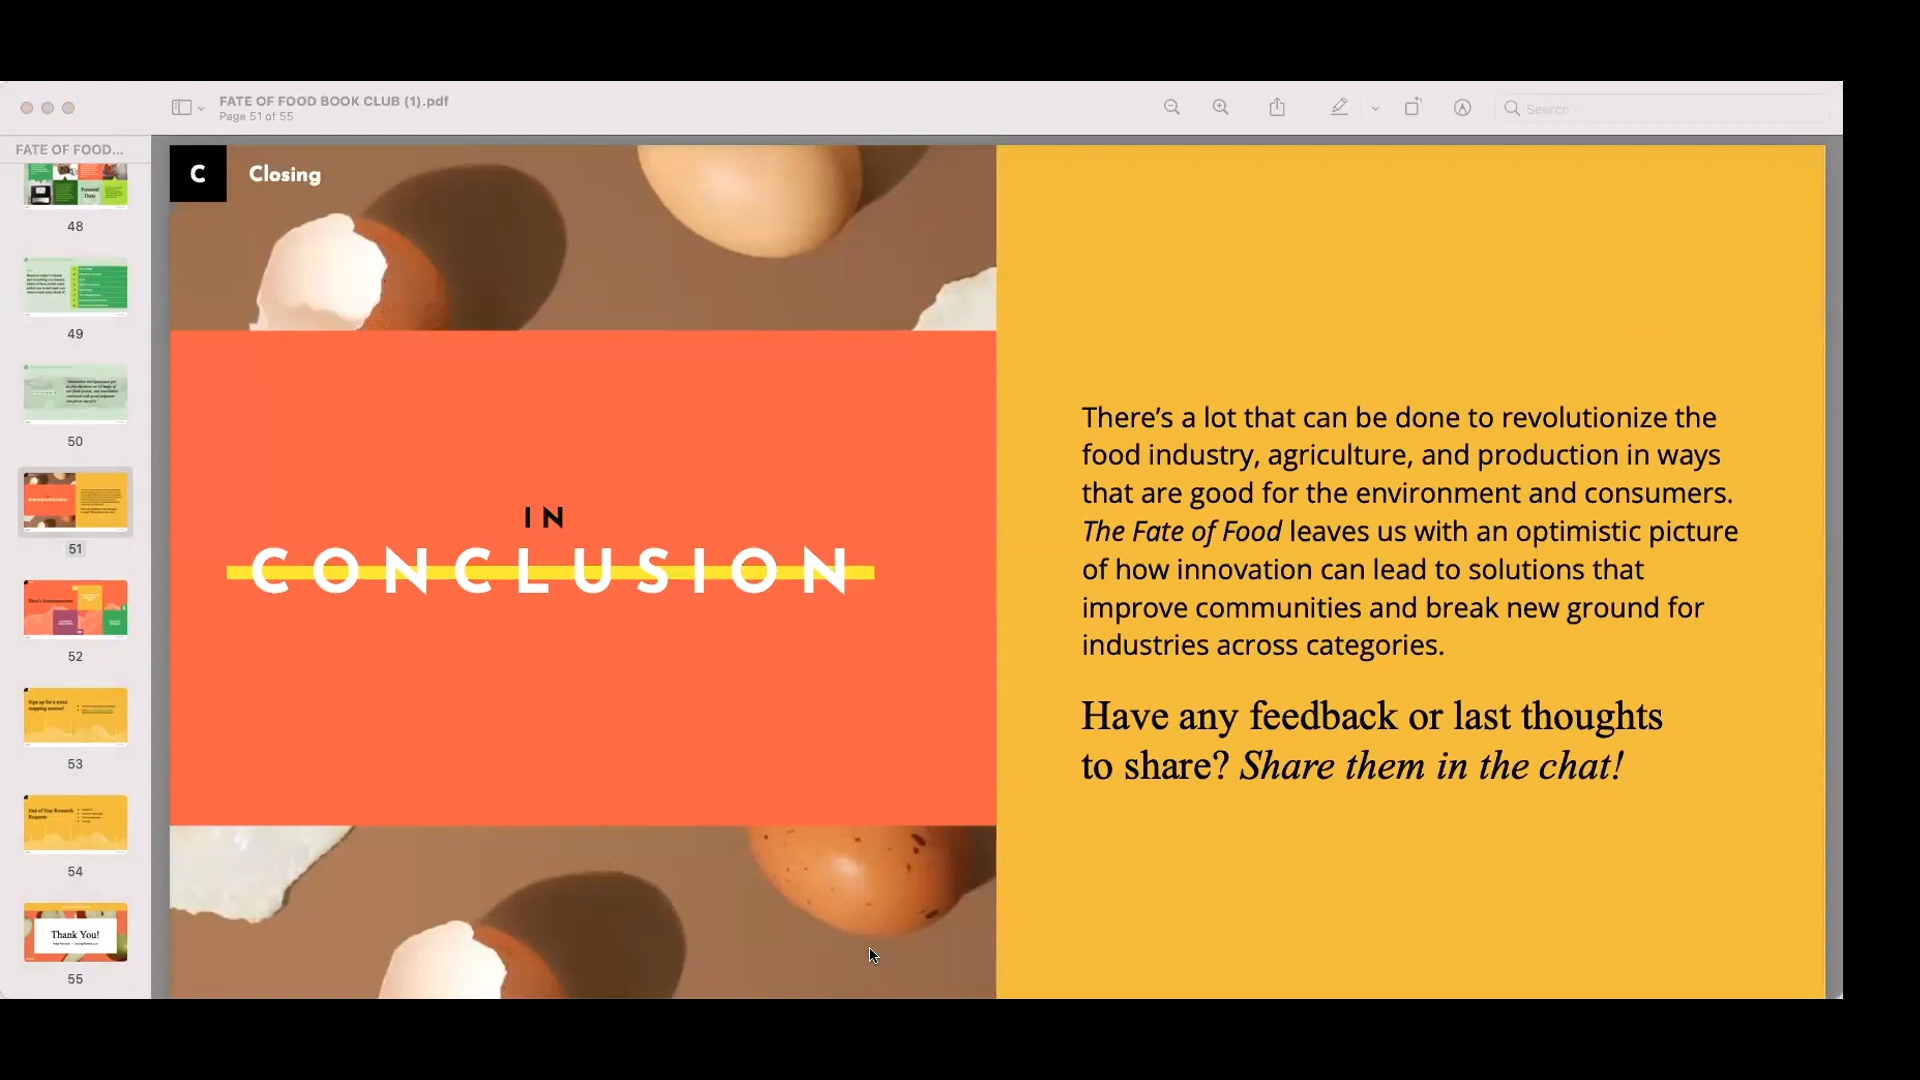 FATE OF FOOD BOOK CLUB (1).pdf
Page 51 of 55
Search
FATE OF FOOD...
48
49
50
51
52
53
54
Thank You!
55
C
Closing
IN
CONCLUSION
There’s a lot that can be done to revolutionize the
food industry, agriculture, and production in ways
that are good for the environment and consumers.
The Fate of Food leaves us with an optimistic picture
of how innovation can lead to solutions that
improve communities and break new ground for
industries across categories.
Have any feedback or last thoughts
to share? Share them in the chat!